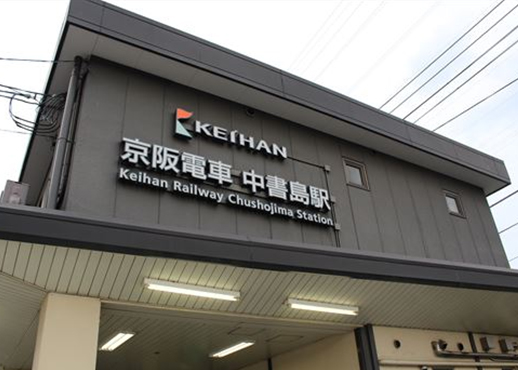 KEIHAN
京阪電車 中書島駅
Keihan Railway Chushojima Station